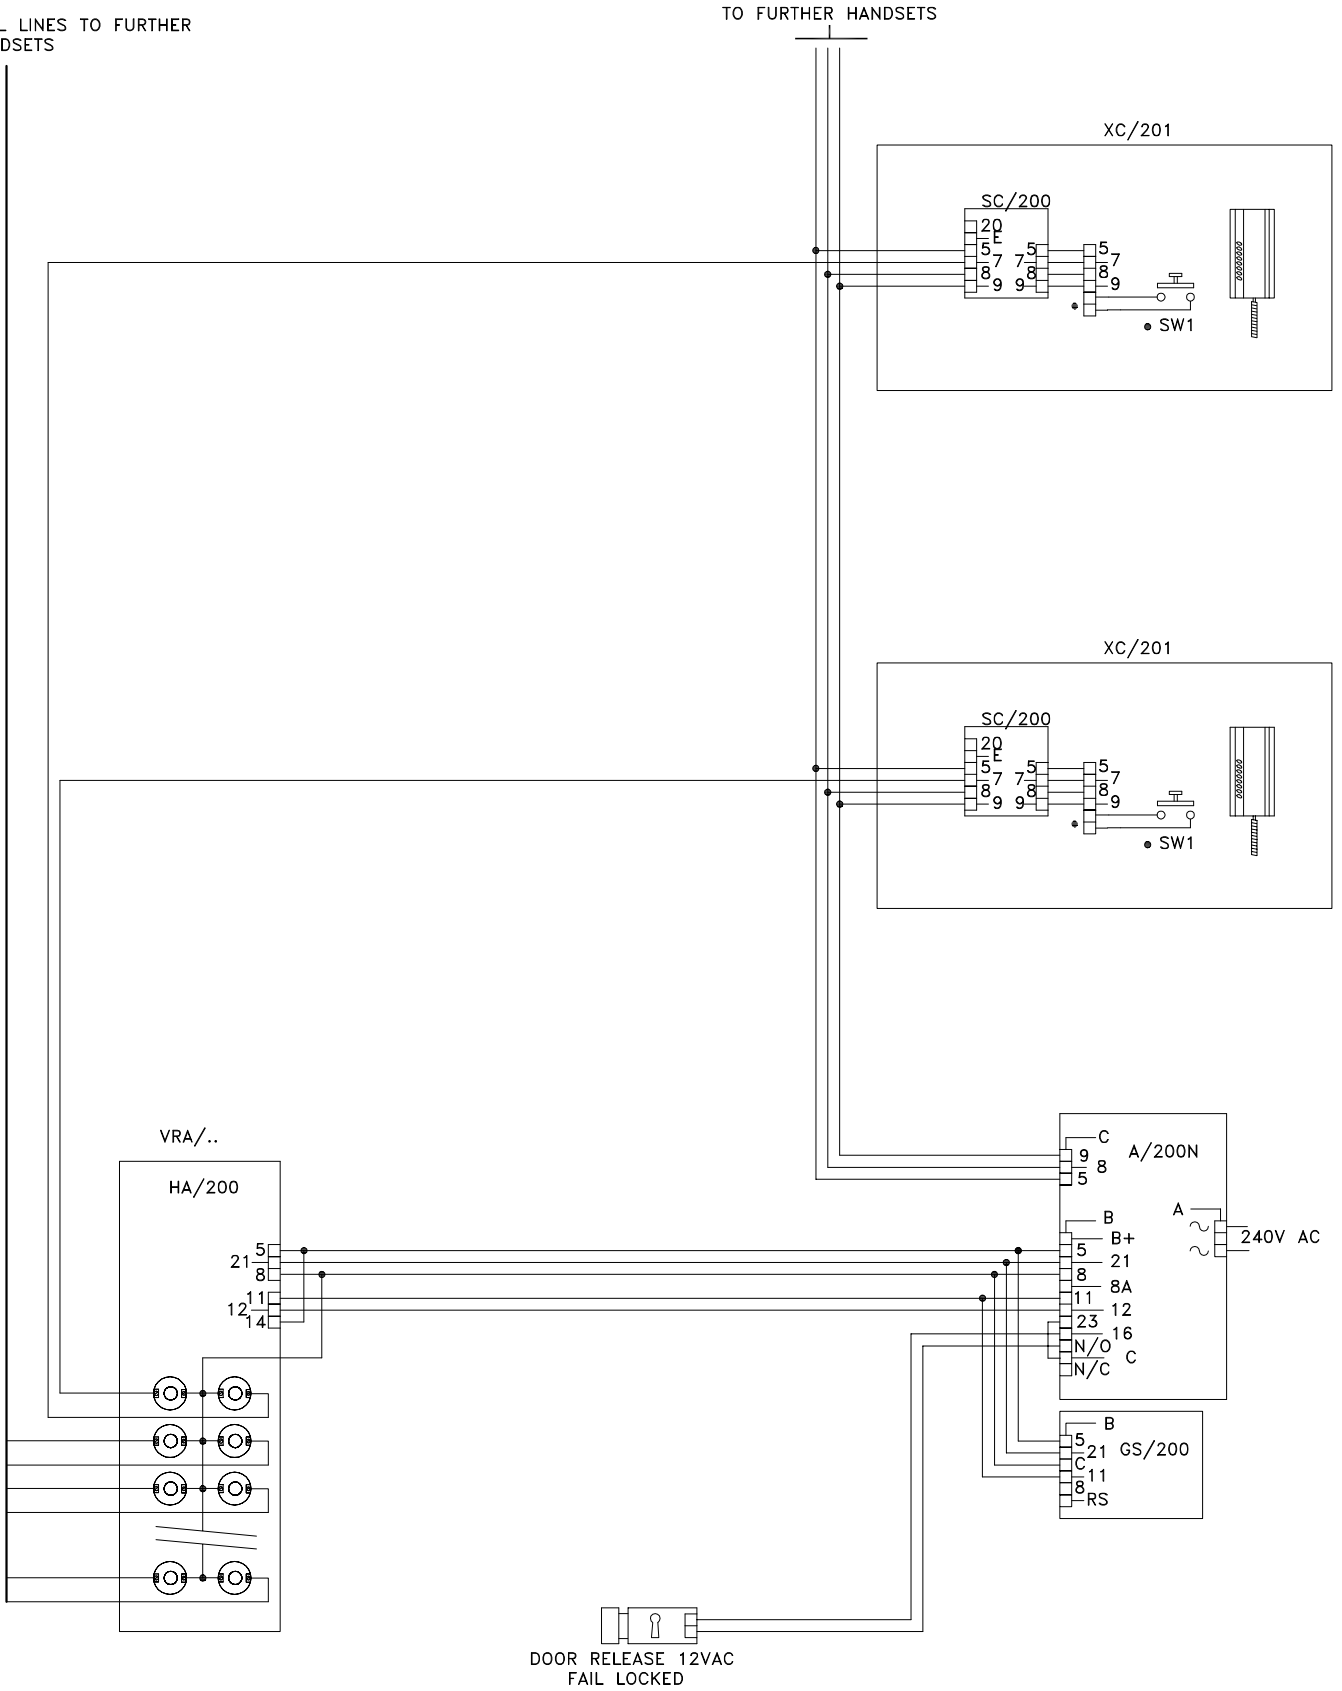 L LINES TO FURTHER
DSETS
TO FURTHER HANDSETS
XC/201
SC/200
20
E
5 5 5
7 7 7
8 8 8
9 9 9
SW1
XC/201
SC/200
20
E
5 5 5
7 7 7
8 8 8
9 9 9
SW1
VRA/..
HA/200
5
21
8
11
12
14
C
9
8
5
A/200N
A
240V AC
B
B+
5
21
8
8A
11
12
23
16
N/O
C
N/C
B
5
21
GS/200
C
11
8
RS
DOOR RELEASE 12VAC
FAIL LOCKED